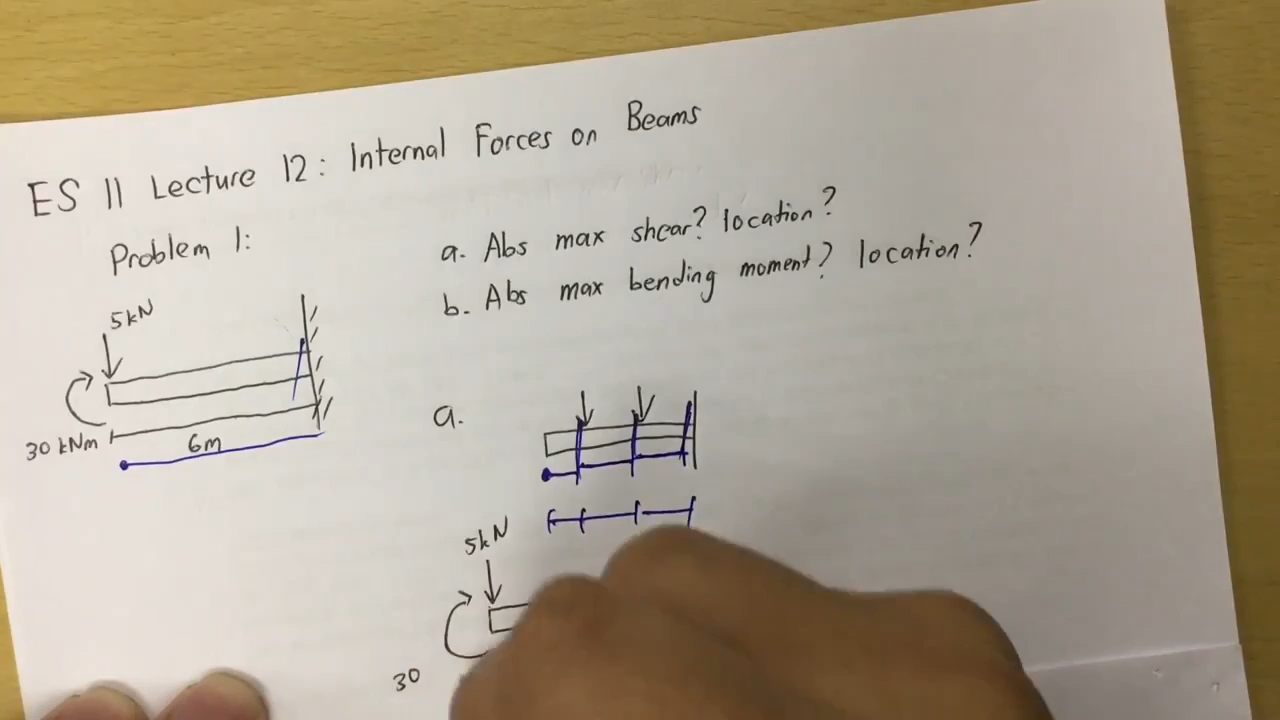 ES 11 Lecture 12: Internal Forces on Beams
Problem 1:
a. Abs max shear? location?
b. Abs max bending moment? location?
5kN
30 kNm
6m
a.
5kN
30